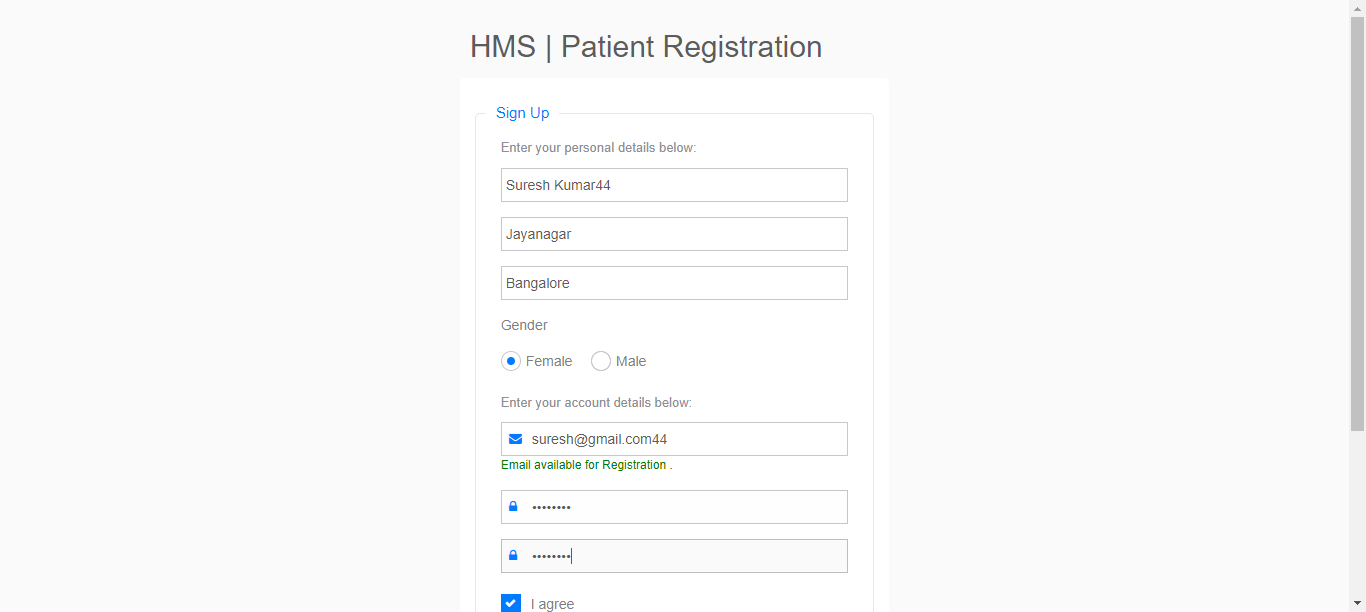 HMS | Patient Registration
Sign Up
Enter your personal details below:
Suresh Kumar44
Jayanagar
Bangalore
Gender
Female Male
Enter your account details below:
suresh@gmail.com44
Email available for Registration .
••••••••
••••••••
I agree